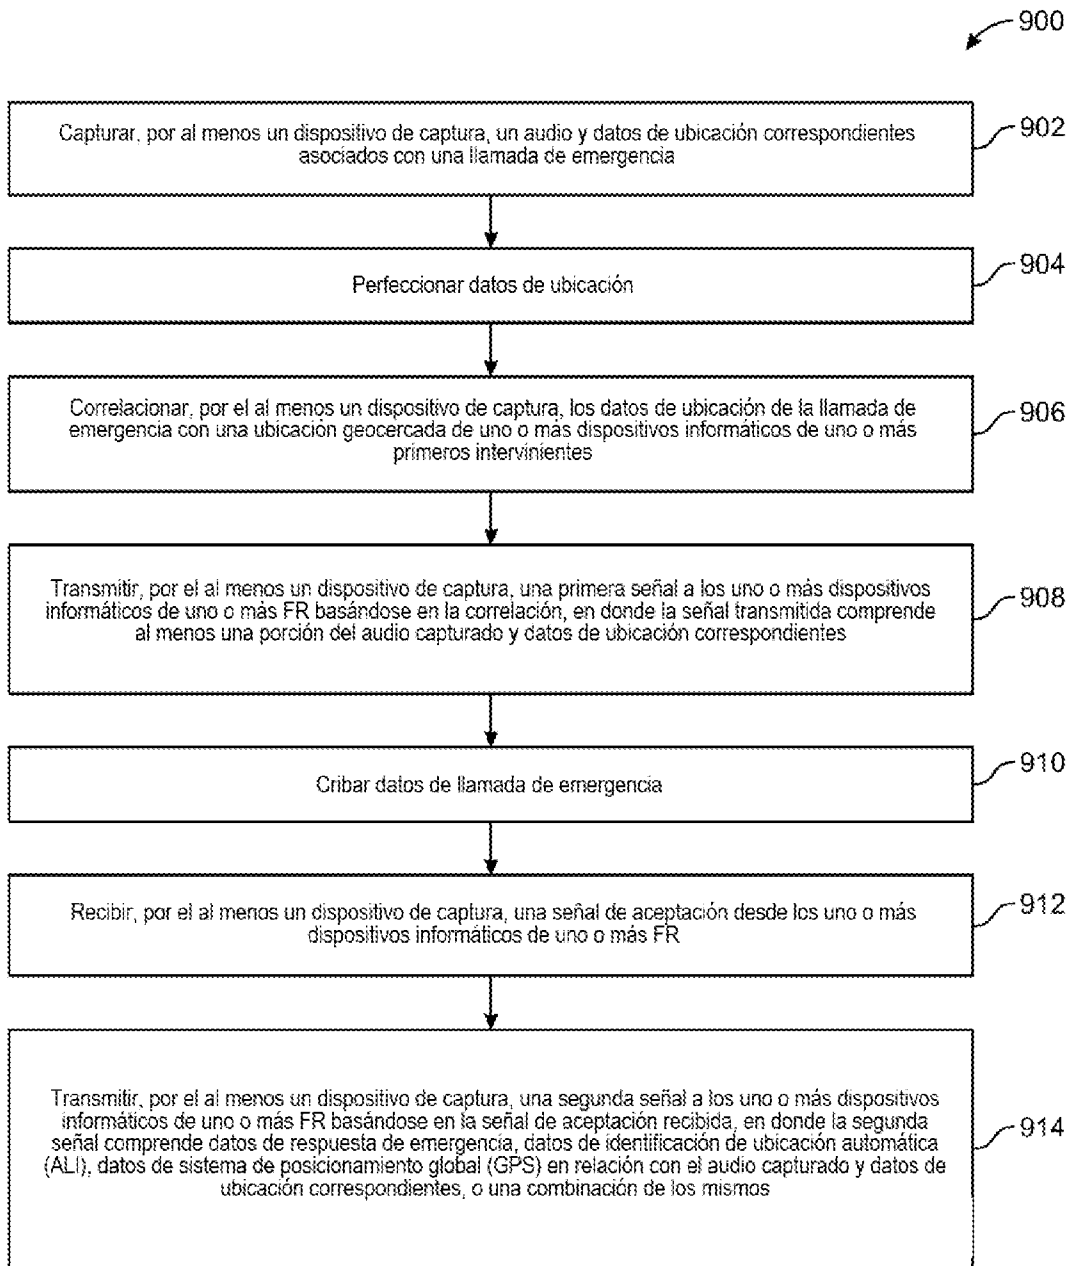 900
Capturar, por al menos un dispositivo de captura, un audio y datos de ubicación correspondientes
asociados con una llamada de emergencia
902
Perfeccionar datos de ubicación
904
Correlacionar, por el al menos un dispositivo de captura, los datos de ubicación de la llamada de
emergencia con una ubicación geocercada de uno o más dispositivos informáticos de uno o más
primeros intervinientes
906
Transmitir, por el al menos un dispositivo de captura, una primera señal a los uno o más dispositivos
informáticos de uno o más FR basándose en la correlación, en donde la señal transmitida comprende
al menos una porción del audio capturado y datos de ubicación correspondientes
908
Cribar datos de llamada de emergencia
910
Recibir, por el al menos un dispositivo de captura, una señal de aceptación desde los uno o más
dispositivos informáticos de uno o más FR
912
Transmitir, por el al menos un dispositivo de captura, una segunda señal a los uno o más dispositivos
informáticos de uno o más FR basándose en la señal de aceptación recibida, en donde la segunda
señal comprende datos de respuesta de emergencia, datos de identificación de ubicación automática
(ALI), datos de sistema de posicionamiento global (GPS) en relación con el audio capturado y datos de
ubicación correspondientes, o una combinación de los mismos
914